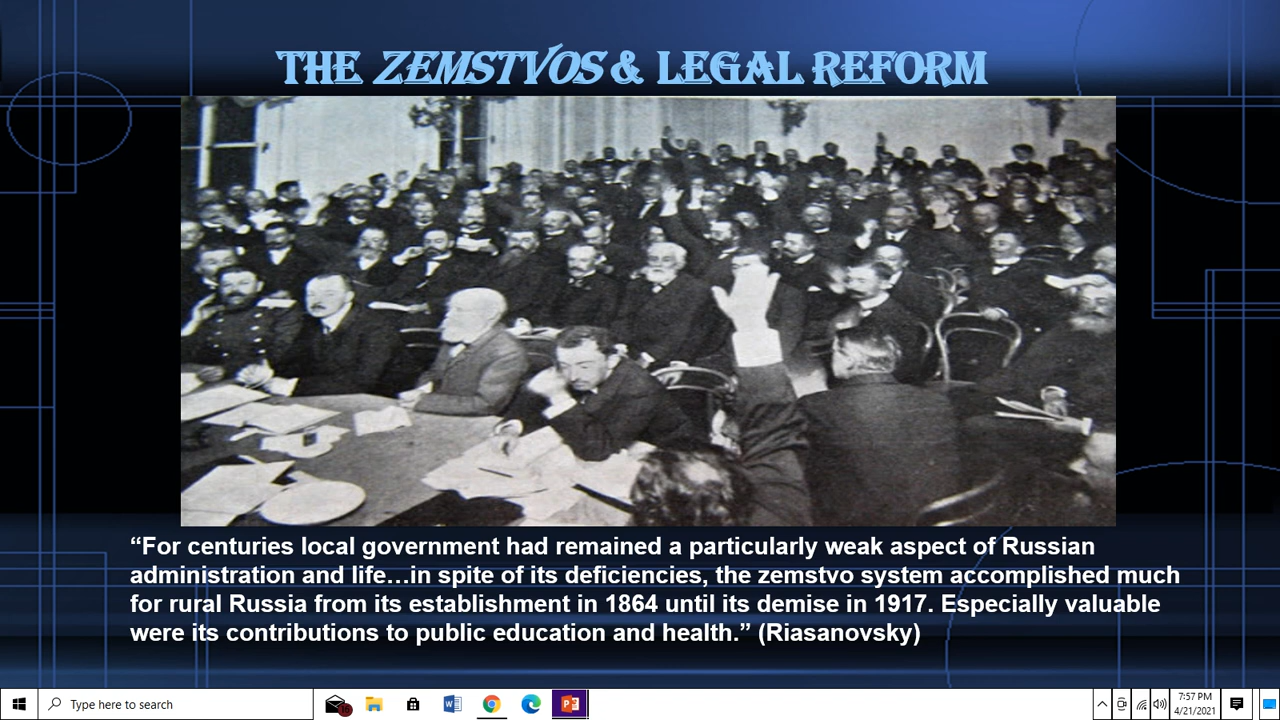 THE ZEMSTVOS & LEGAL REFORM
“For centuries local government had remained a particularly weak aspect of Russian
administration and life…in spite of its deficiencies, the zemstvo system accomplished much
for rural Russia from its establishment in 1864 until its demise in 1917. Especially valuable
were its contributions to public education and health.” (Riasanovsky)
Type here to search
16
7:57 PM
4/21/2021